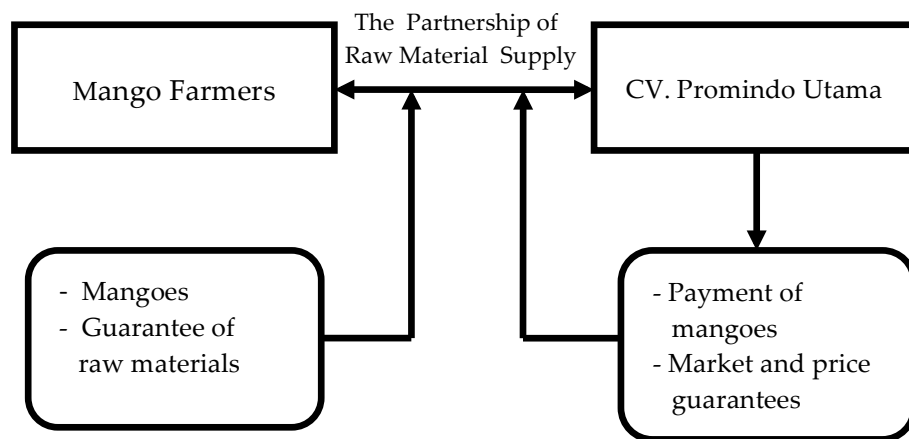 The Partnership of
Raw Material Supply
Mango Farmers
CV. Promindo Utama
- Mangoes
- Guarantee of
raw materials
- Payment of
mangoes
- Market and price
guarantees